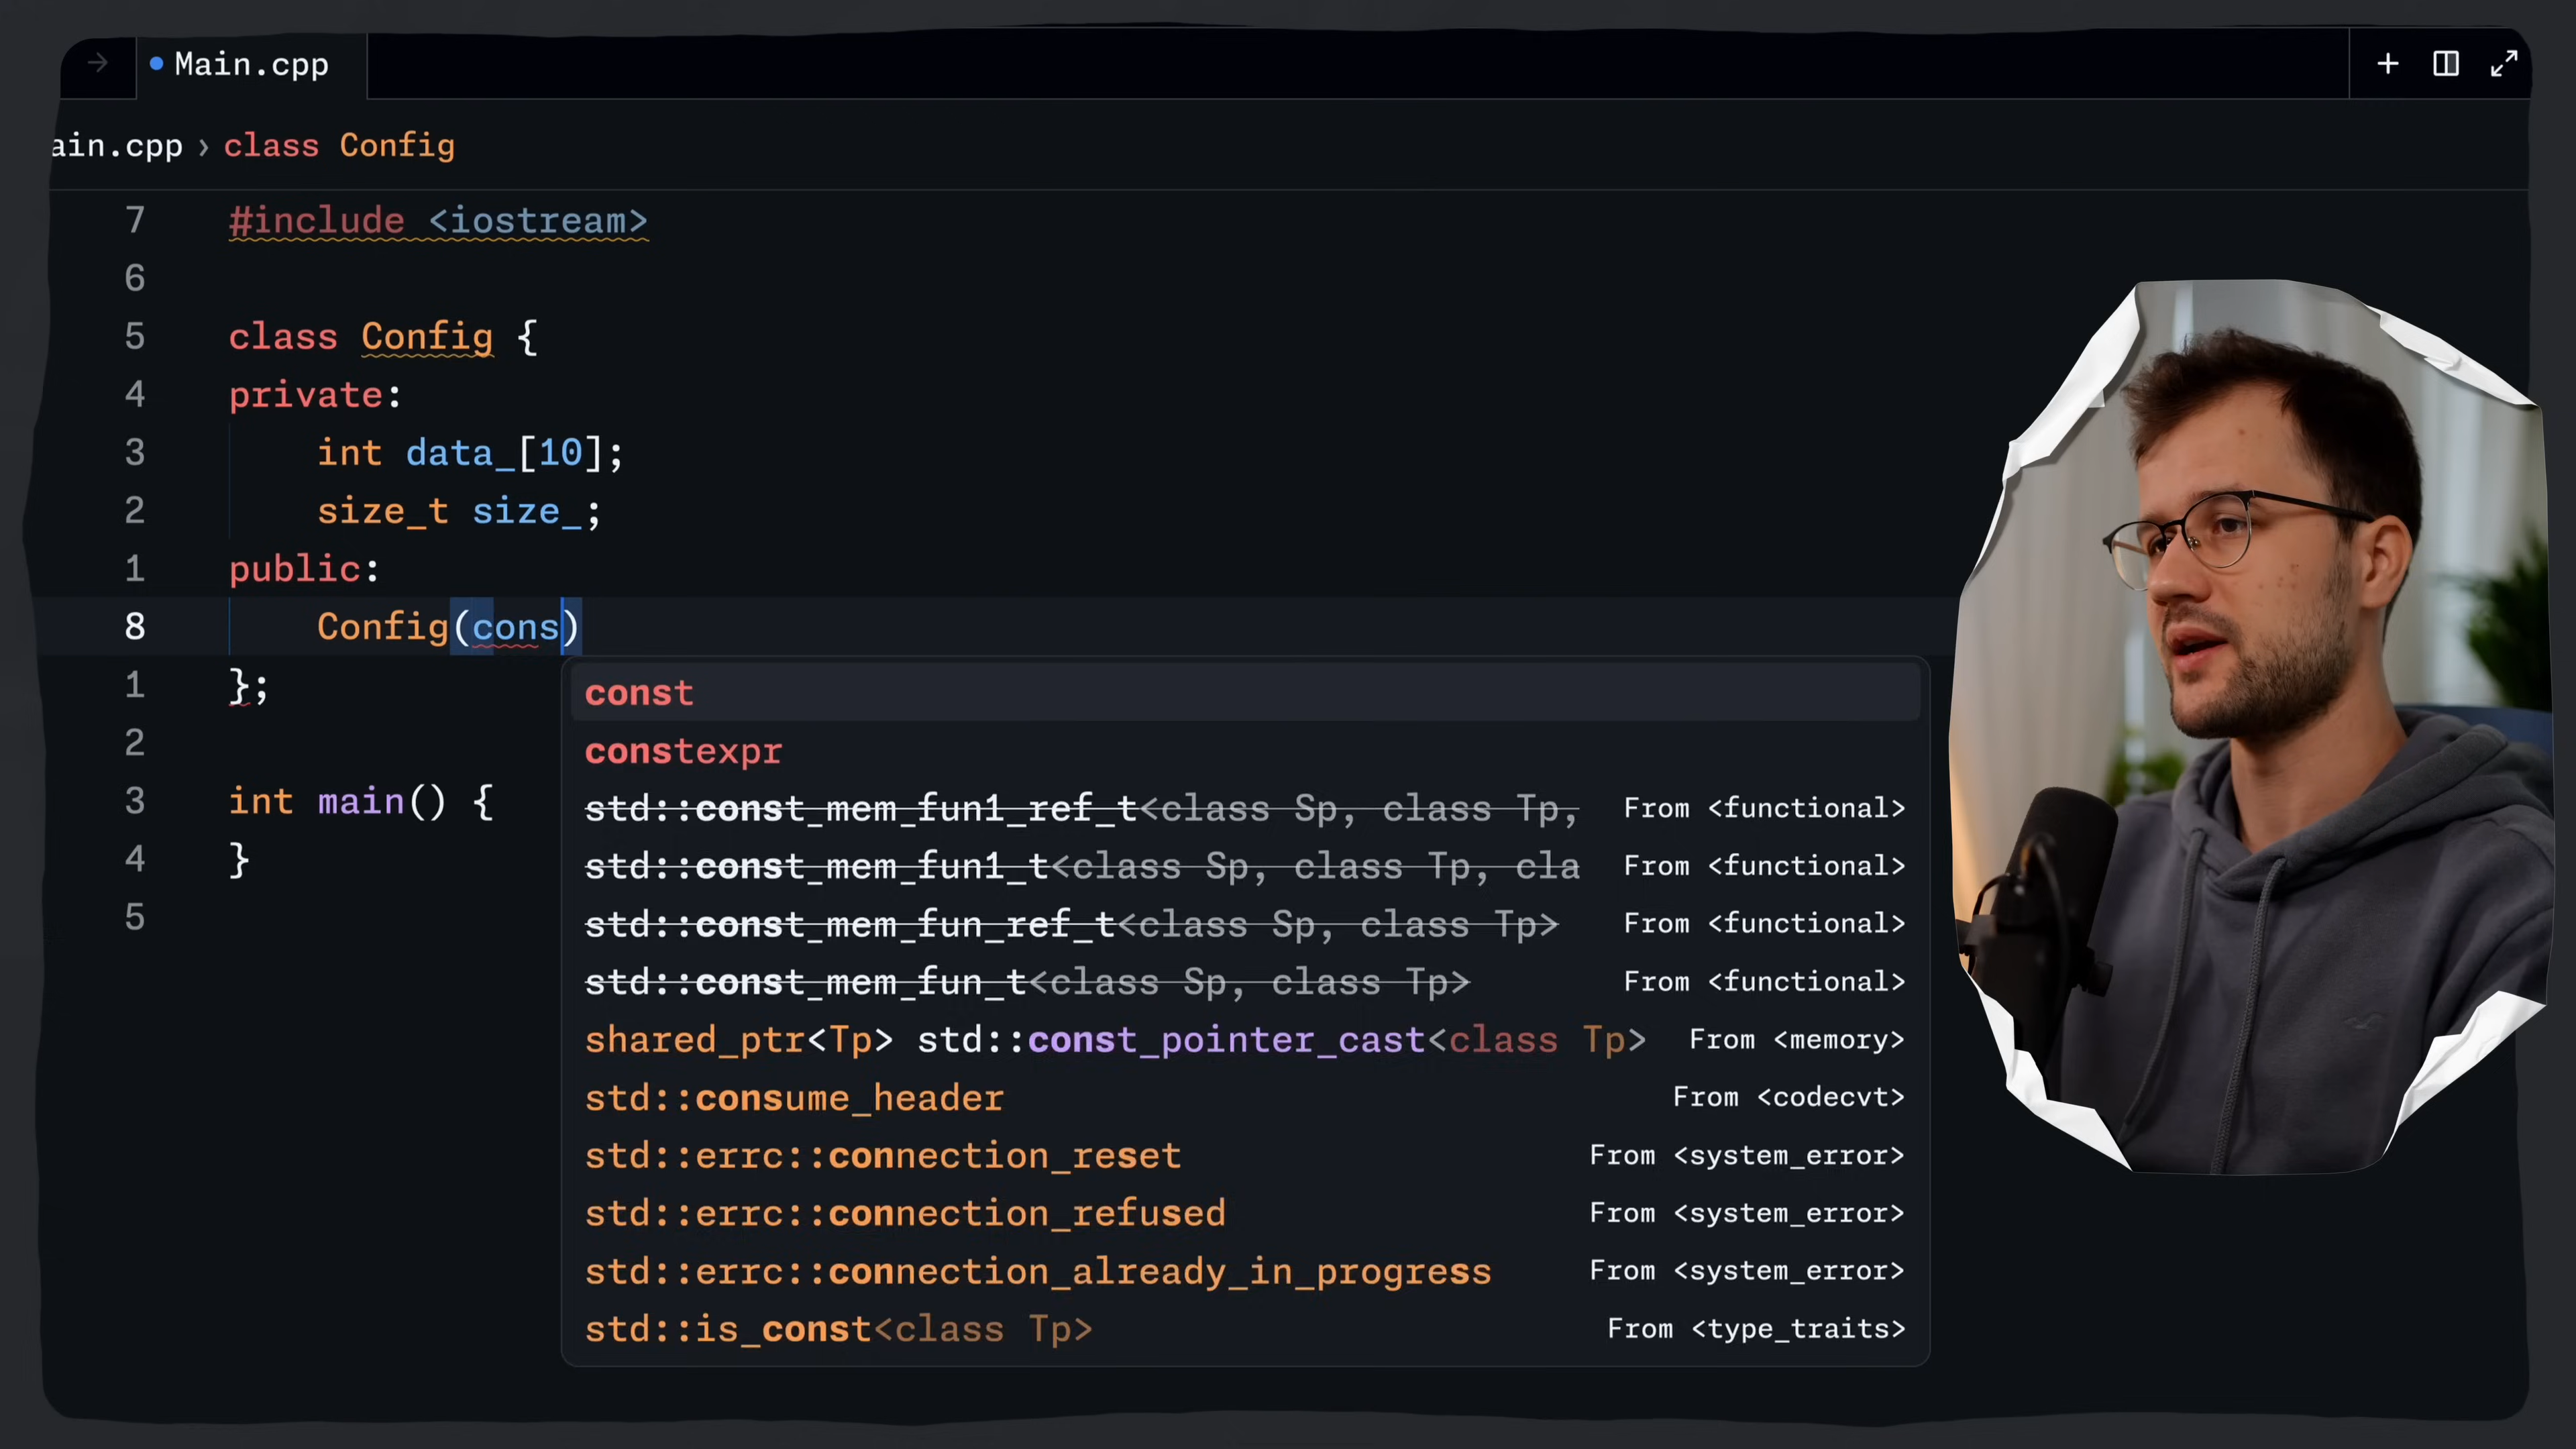 Main.cpp
ain.cpp › class Config
7 #include <iostream>
6
5 class Config {
4 private:
3 int data_[10];
2 size_t size_;
1 public:
8 Config(cons)
1 };
2
3 int main() {
4 }
5
const
constexpr
std::const_mem_fun1_ref_t<class Sp, class Tp, From <functional>
std::const_mem_fun1_t<class Sp, class Tp, cla From <functional>
std::const_mem_fun_ref_t<class Sp, class Tp> From <functional>
std::const_mem_fun_t<class Sp, class Tp> From <functional>
shared_ptr<Tp> std::const_pointer_cast<class Tp> From <memory>
std::consume_header From <codecvt>
std::errc::connection_reset From <system_error>
std::errc::connection_refused From <system_error>
std::errc::connection_already_in_progress From <system_error>
std::is_const<class Tp> From <type_traits>